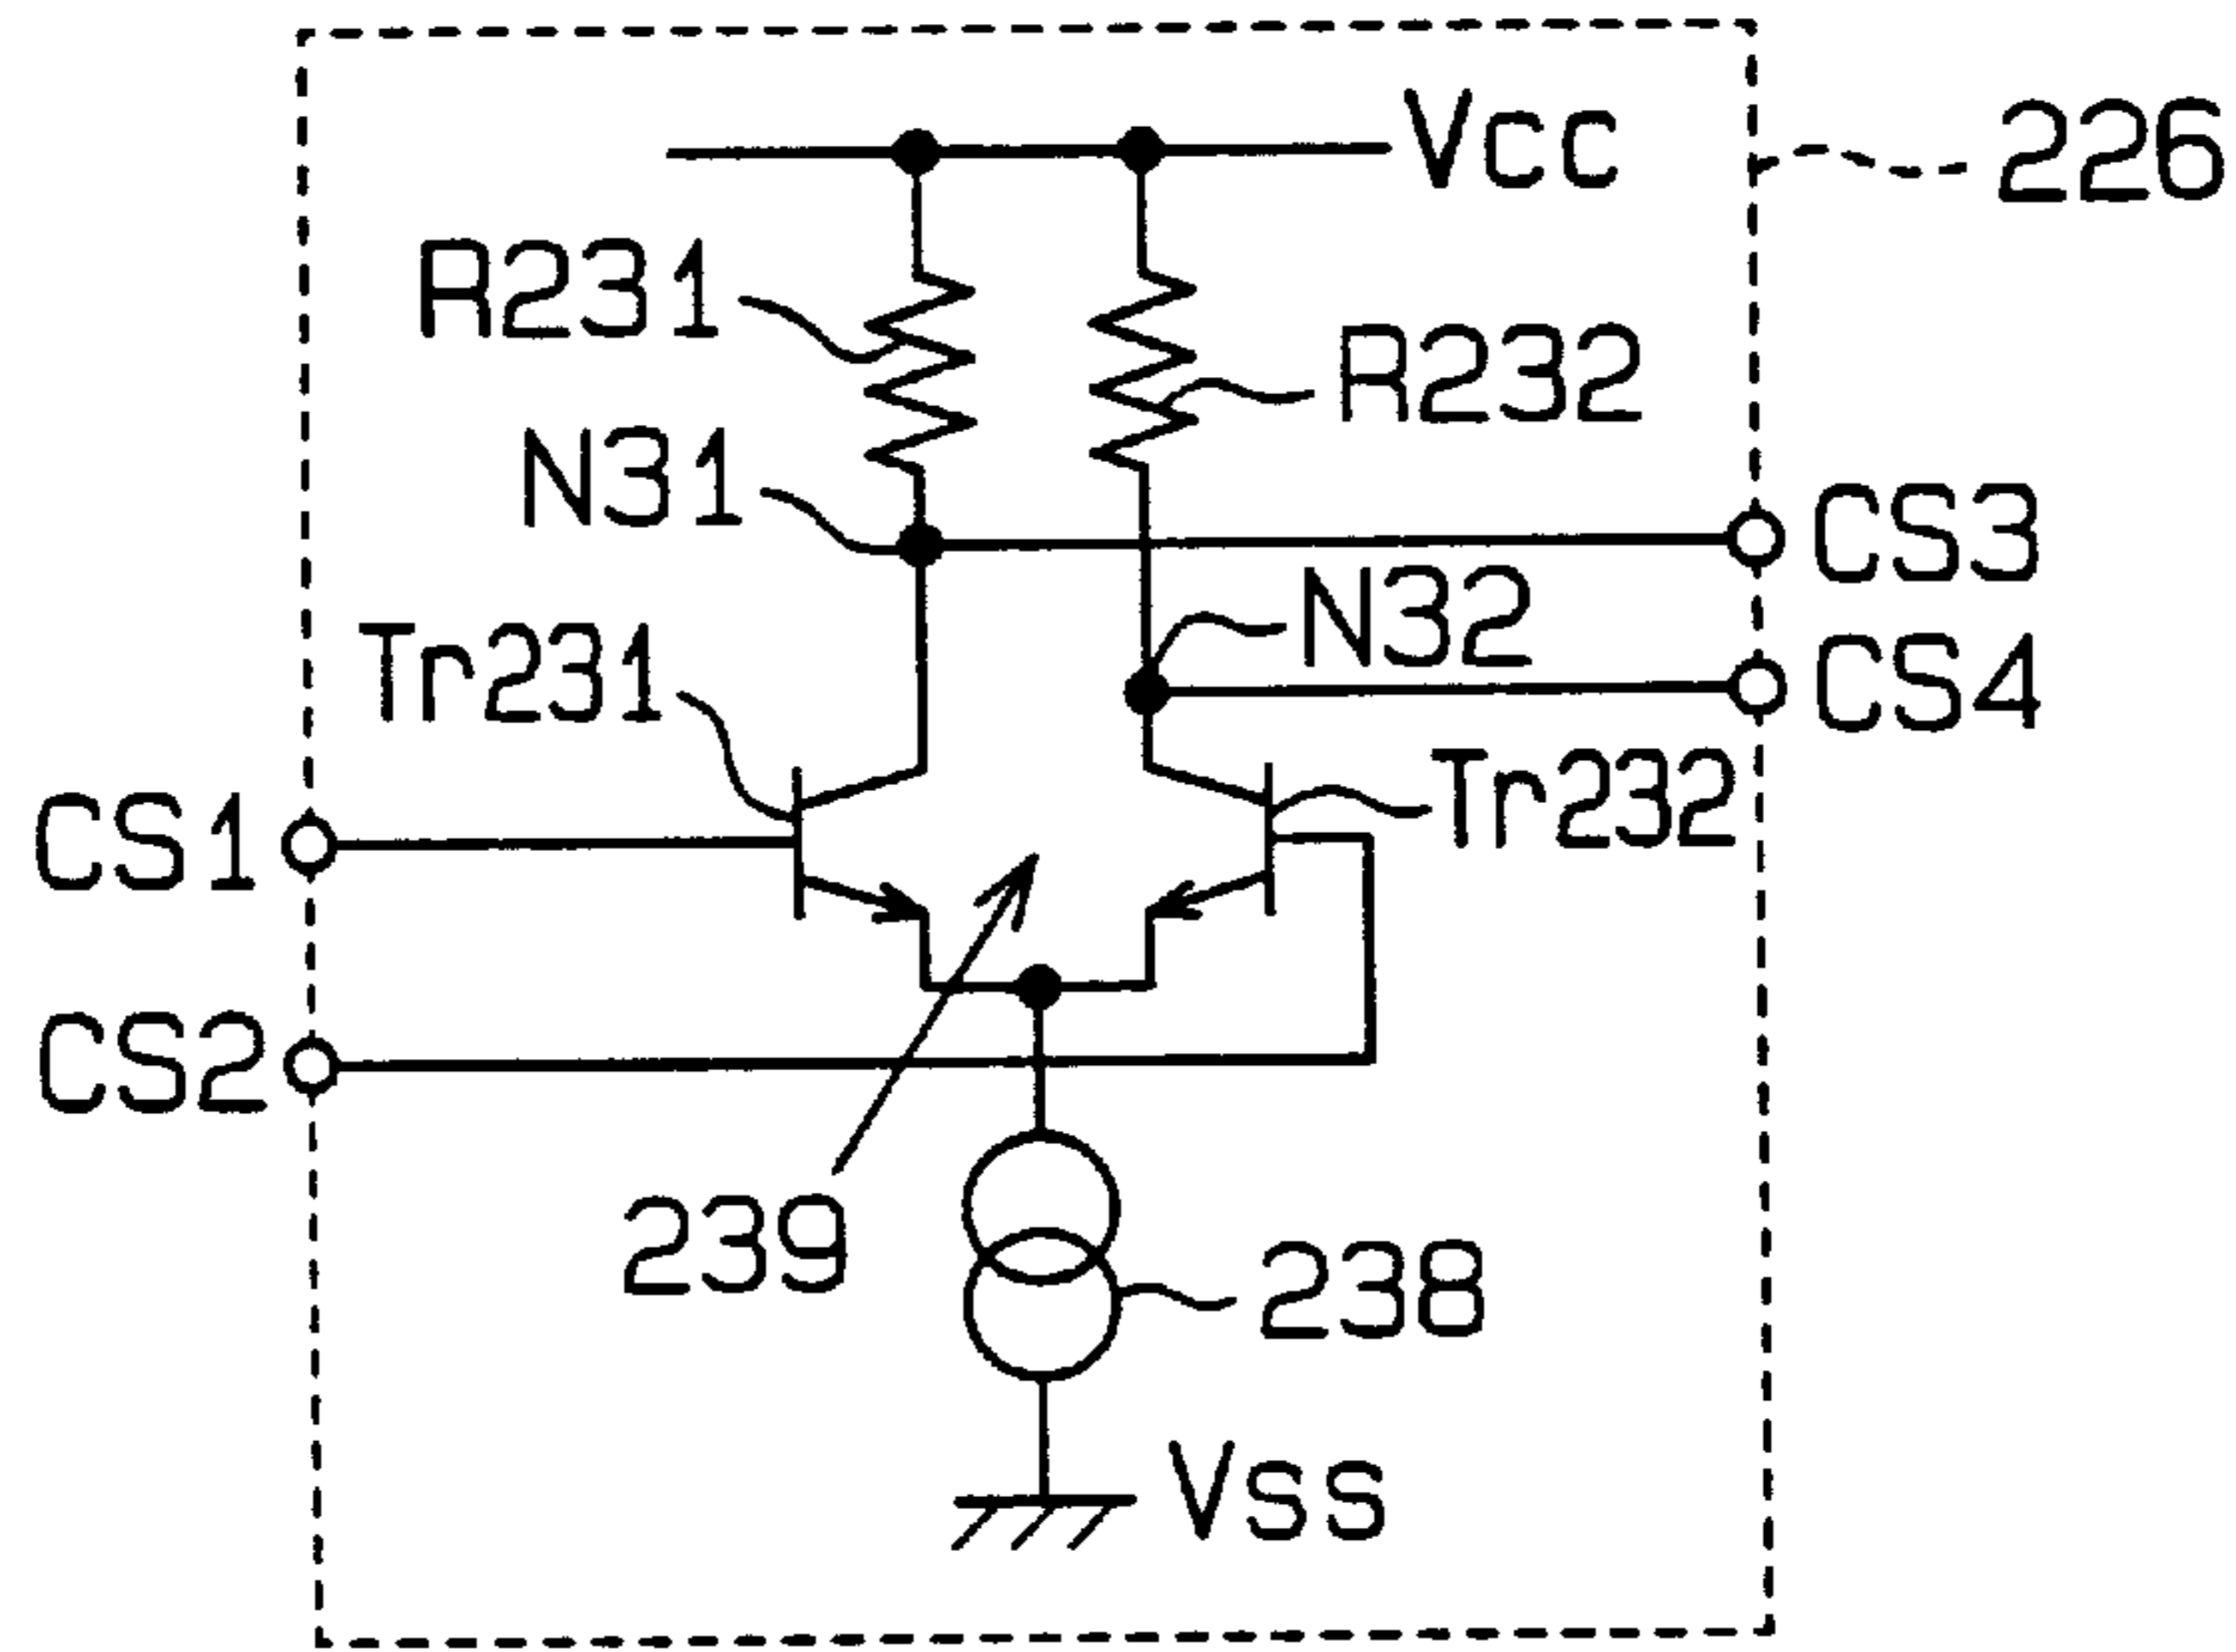 Vcc
226
R231
R232
N31
CS3
N32
Tr231
CS4
Tr232
CS1
CS2
239
238
Vss